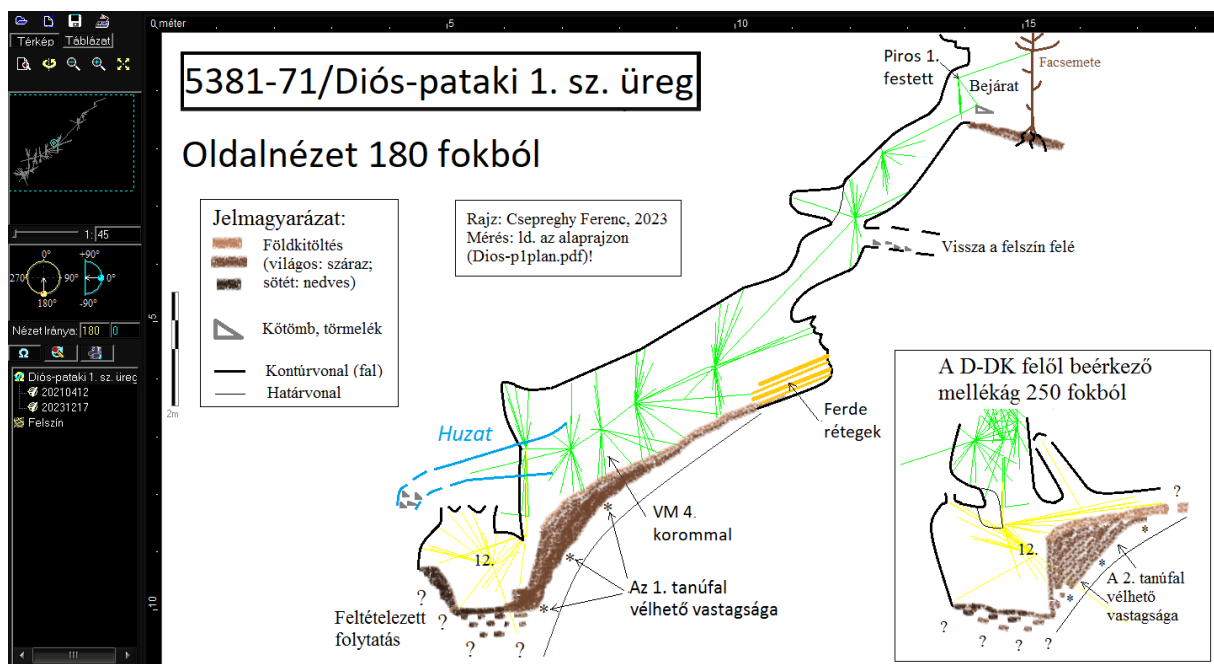 méter
5
10
15
Térkép Táblázat
1: 45
0°
+90°
270°
90°
0°
180°
-90°
Nézet Iránya: 180 0
Diós-pataki 1. sz. üreg
20210412
20231217
Felszín
5
10
2m
5381-71/Diós-pataki 1. sz. üreg
Oldalnézet 180 fokból
Jelmagyarázat:
Földkitöltés
(világos: száraz;
sötét: nedves)
Kőtömb, törmelék
Kontúrvonal (fal)
Határvonal
Rajz: Csepreghy Ferenc, 2023
Mérés: ld. az alaprajzon
(Dios-p1plan.pdf)!
Piros 1.
festett
Bejárat
Facsemete
Vissza a felszín felé
Ferde
rétegek
Huzat
VM 4.
korommal
12.
Az 1. tanúfal
vélhető vastagsága
* * *
Feltételezett
folytatás
? ? ? ?
A D-DK felől beérkező
mellékág 250 fokból
?
12.
* * *
A 2. tanúfal
vélhető
vastagsága
? ? ? ?